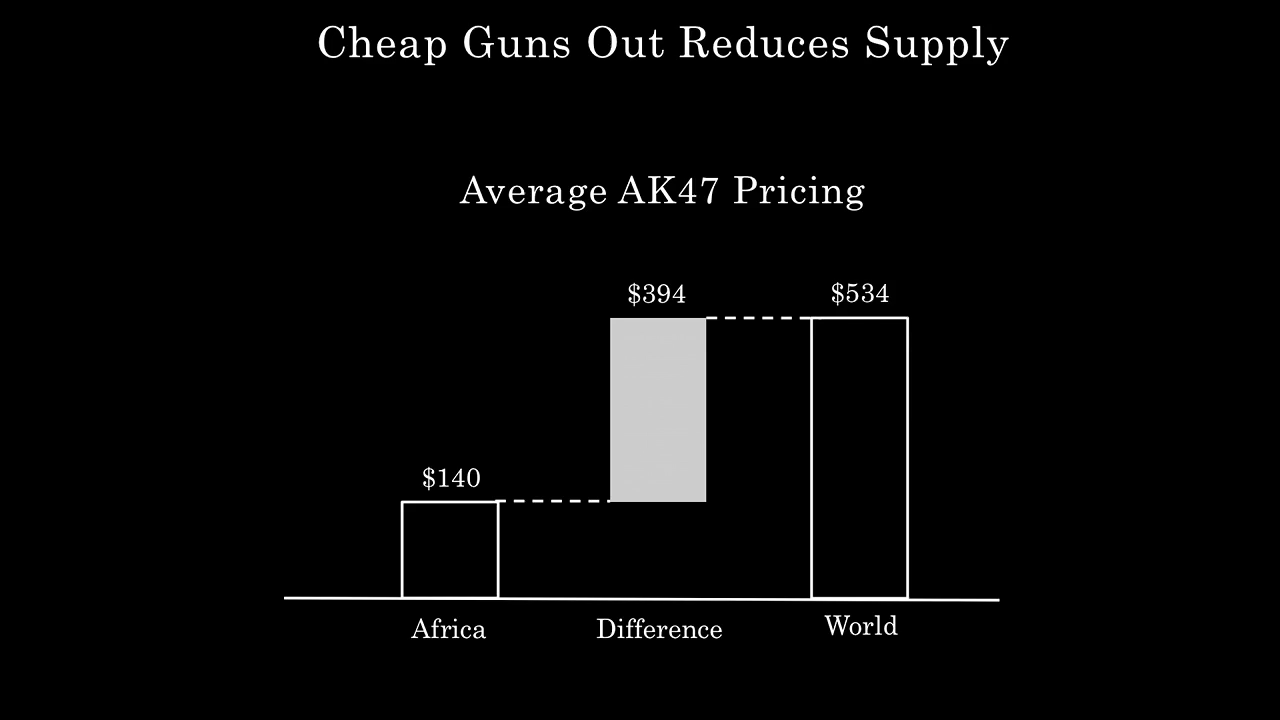 Cheap Guns Out Reduces Supply
Average AK47 Pricing
$394
$534
$140
Africa
Difference
World